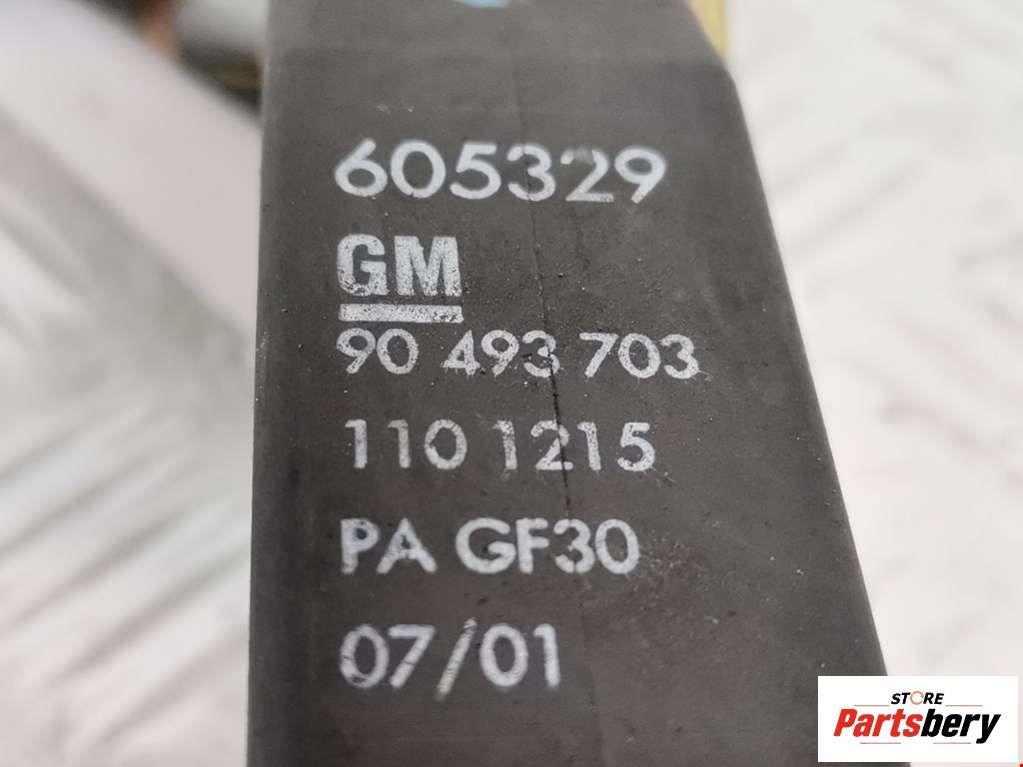 605329
GM
90 493 703
110 1215
PA GF30
07/01
STORE
Partsbery